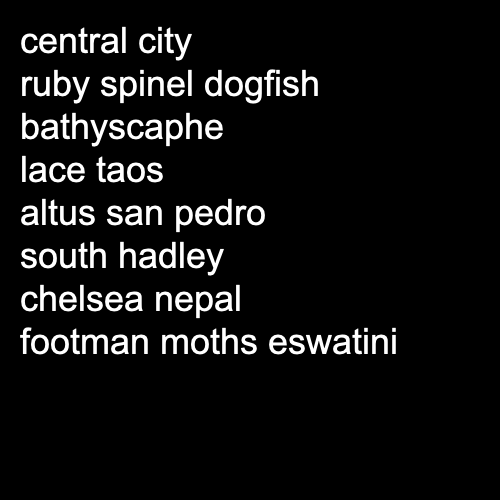 central city
ruby spinel dogfish
bathyscaphe
lace taos
altus san pedro
south hadley
chelsea nepal
footman moths eswatini